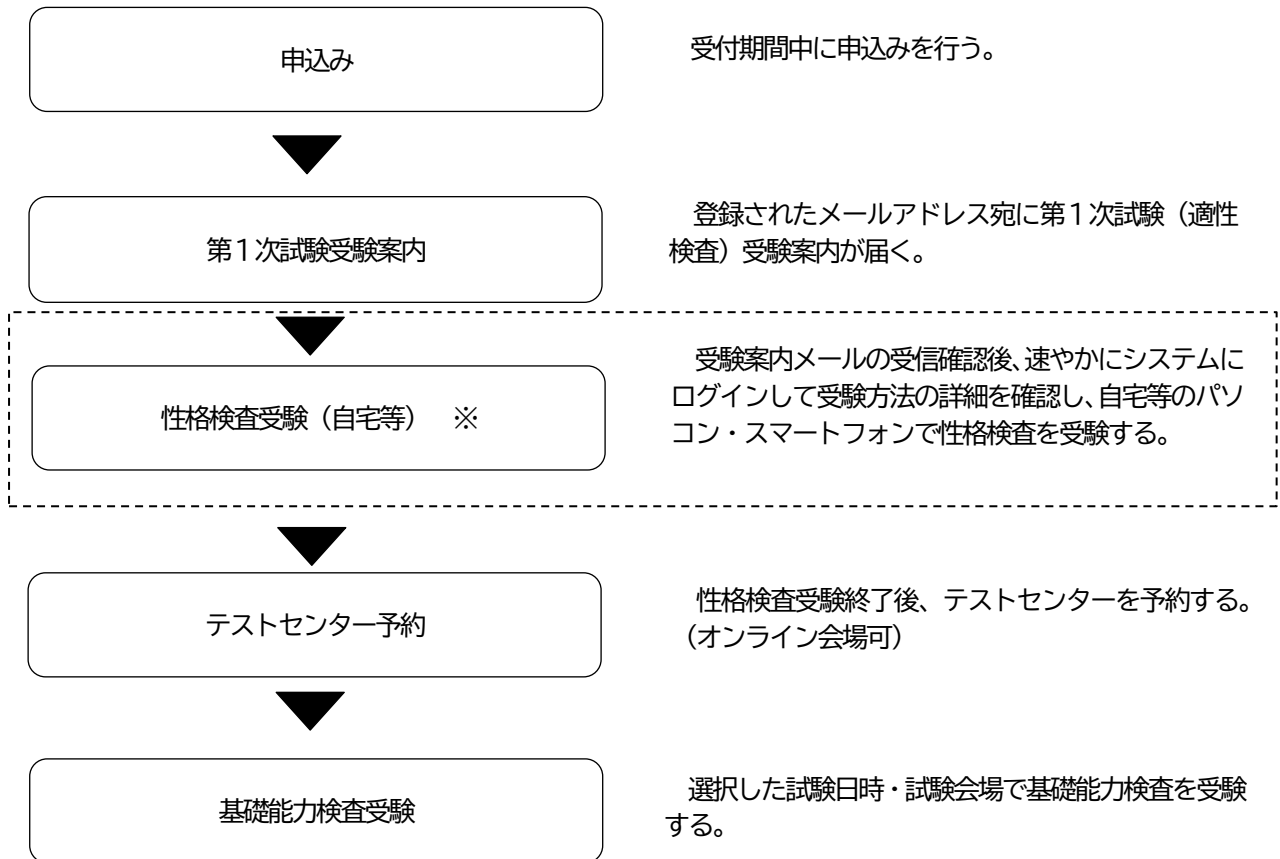 申込み
受付期間中に申込みを行う。
第１次試験受験案内
登録されたメールアドレス宛に第１次試験（適性
検査）受験案内が届く。
性格検査受験（自宅等）　※
受験案内メールの受信確認後、速やかにシステムに
ログインして受験方法の詳細を確認し、自宅等のパソ
コン・スマートフォンで性格検査を受験する。
テストセンター予約
性格検査受験終了後、テストセンターを予約する。
（オンライン会場可）
基礎能力検査受験
選択した試験日時・試験会場で基礎能力検査を受験
する。